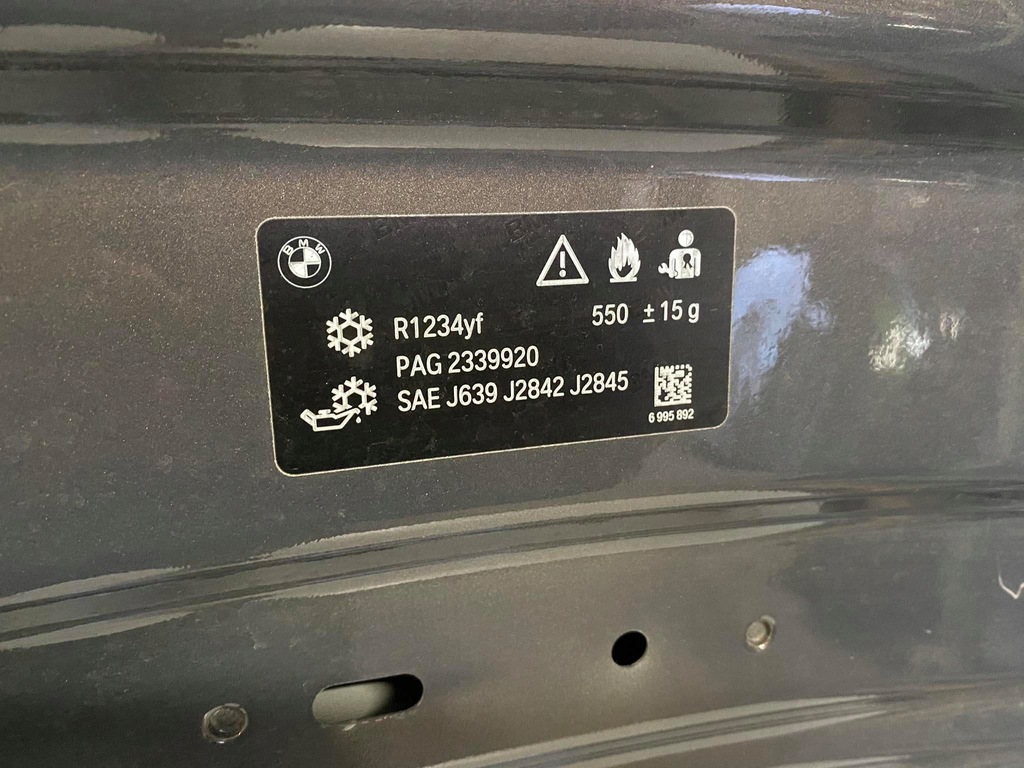 BMW
R1234yf 550 ±15 g
PAG 2339920
SAE J639 J2842 J2845
6 995 892